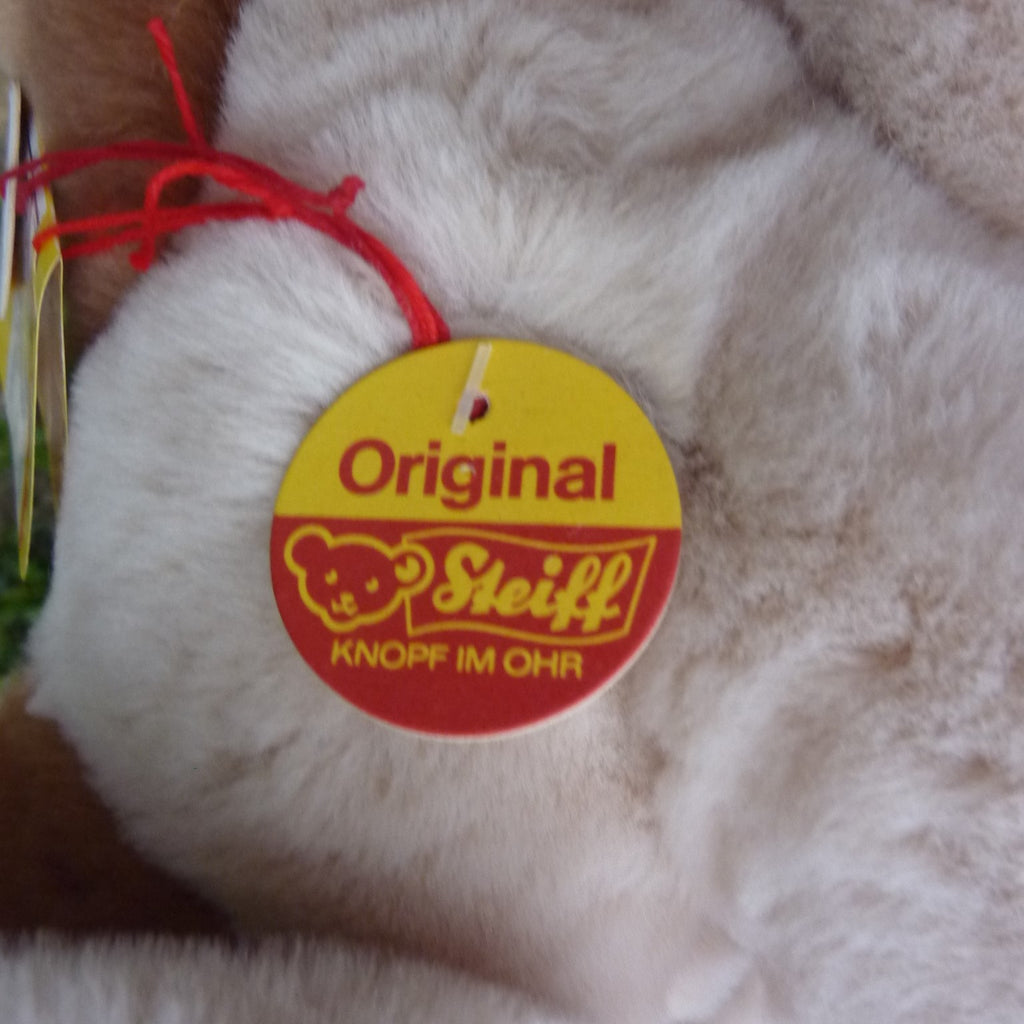 Original
Steiff
KNOPF IM OHR